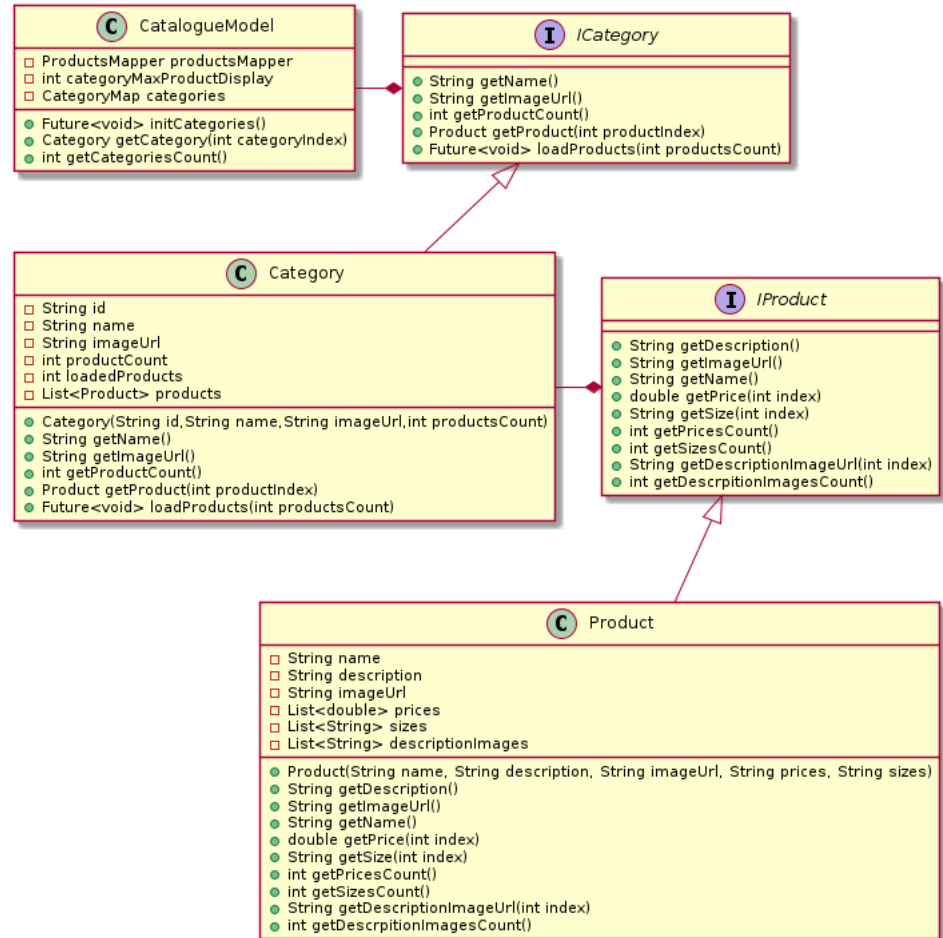 C CatalogueModel
ProductsMapper productsMapper
int categoryMaxProductDisplay
CategoryMap categories
Future<void> initCategories()
Category getCategory(int categoryIndex)
int getCategoriesCount()
I ICategory
String getName()
String getImageUrl()
int getProductCount()
Product getProduct(int productIndex)
Future<void> loadProducts(int productsCount)
C Category
String id
String name
String imageUrl
int productCount
int loadedProducts
List<Product> products
Category(String id,String name,String imageUrl,int productsCount)
String getName()
String getImageUrl()
int getProductCount()
Product getProduct(int productIndex)
Future<void> loadProducts(int productsCount)
I IProduct
String getDescription()
String getImageUrl()
String getName()
double getPrice(int index)
String getSize(int index)
int getPricesCount()
int getSizesCount()
String getDescriptionImageUrl(int index)
int getDescrpitionImagesCount()
C Product
String name
String description
String imageUrl
List<double> prices
List<String> sizes
List<String> descriptionImages
Product(String name, String description, String imageUrl, String prices, String sizes)
String getDescription()
String getImageUrl()
String getName()
double getPrice(int index)
String getSize(int index)
int getPricesCount()
int getSizesCount()
String getDescriptionImageUrl(int index)
int getDescrpitionImagesCount()